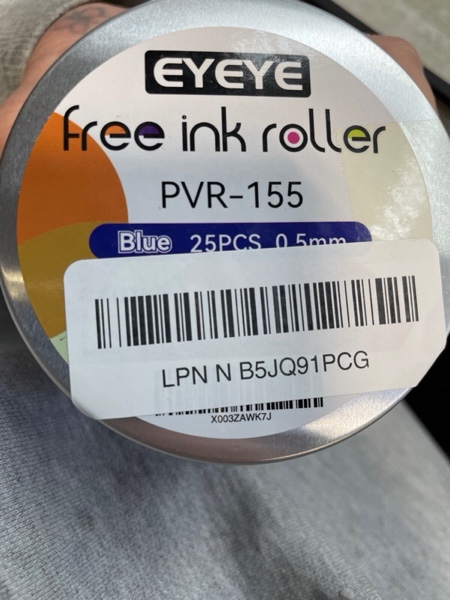 EYEYE
free ink roller
PVR-155
Blue 25PCS 0.5mm
LPN N B5JQ91PCG
X003ZAWK7J